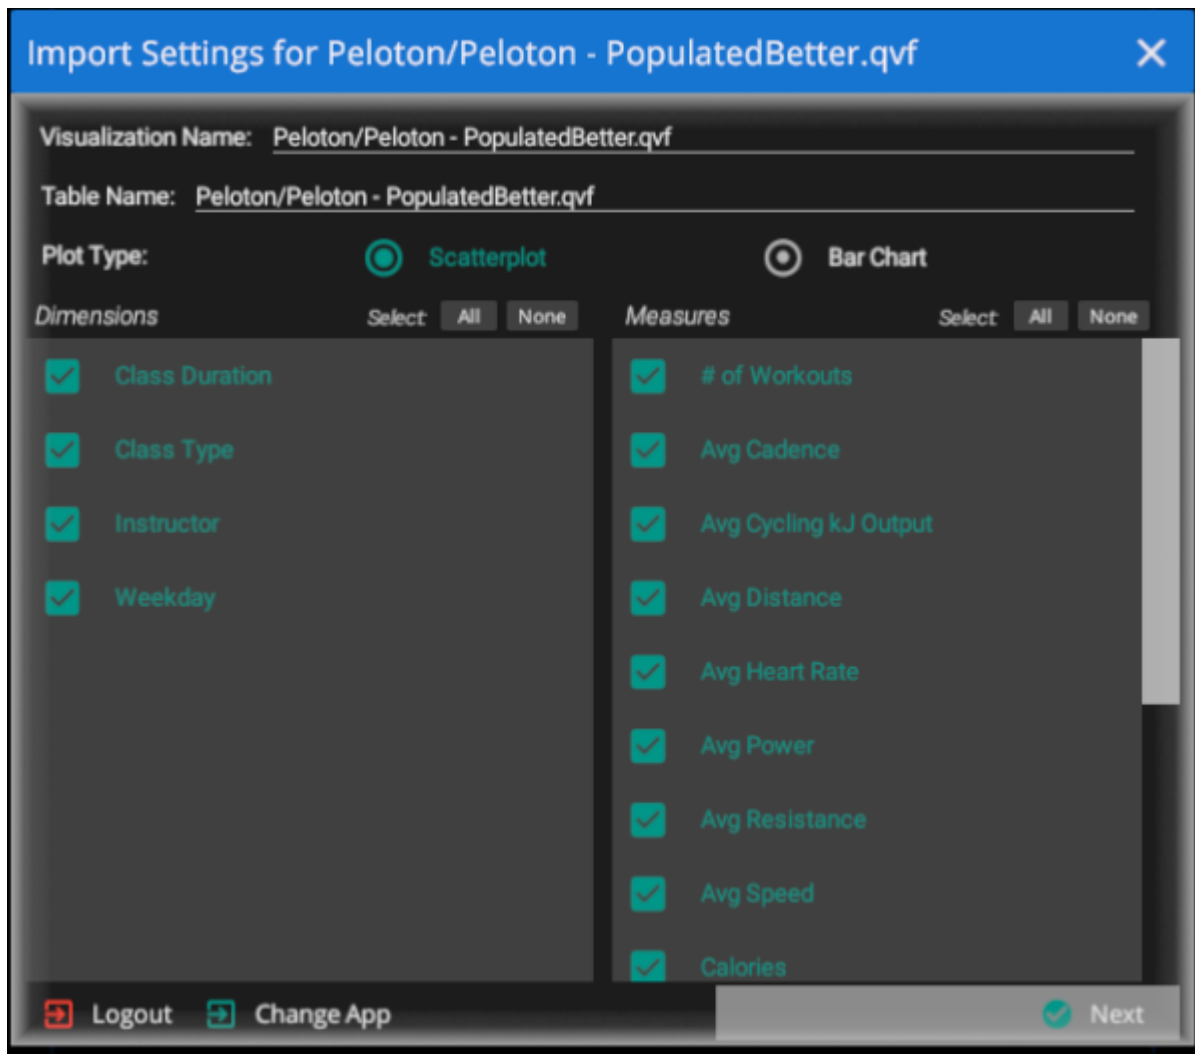 Import Settings for Peloton/Peloton - PopulatedBetter.qvf
Visualization Name: Peloton/Peloton - PopulatedBetter.qvf
Table Name: Peloton/Peloton - PopulatedBetter.qvf
Plot Type: Scatterplot Bar Chart
Dimensions Select: All None Measures Select: All None
Class Duration # of Workouts
Class Type Avg Cadence
Instructor Avg Cycling kJ Output
Weekday Avg Distance
Avg Heart Rate
Avg Power
Avg Resistance
Avg Speed
Calories
Logout Change App Next